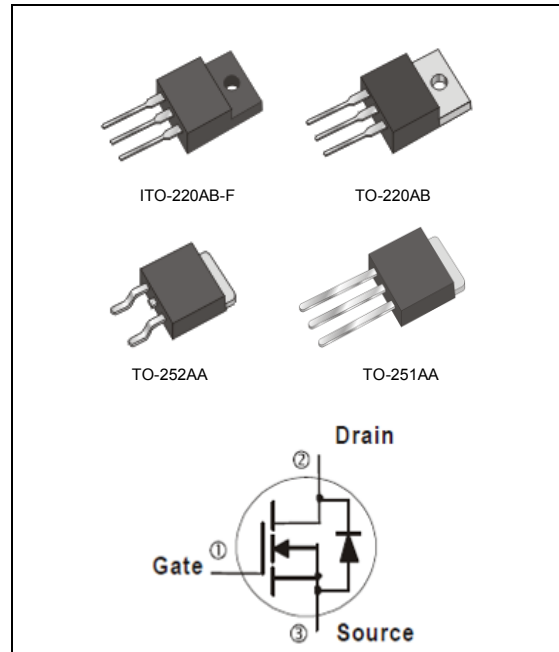 ITO-220AB-F TO-220AB
TO-252AA TO-251AA
Drain
②
①
Gate
③ Source